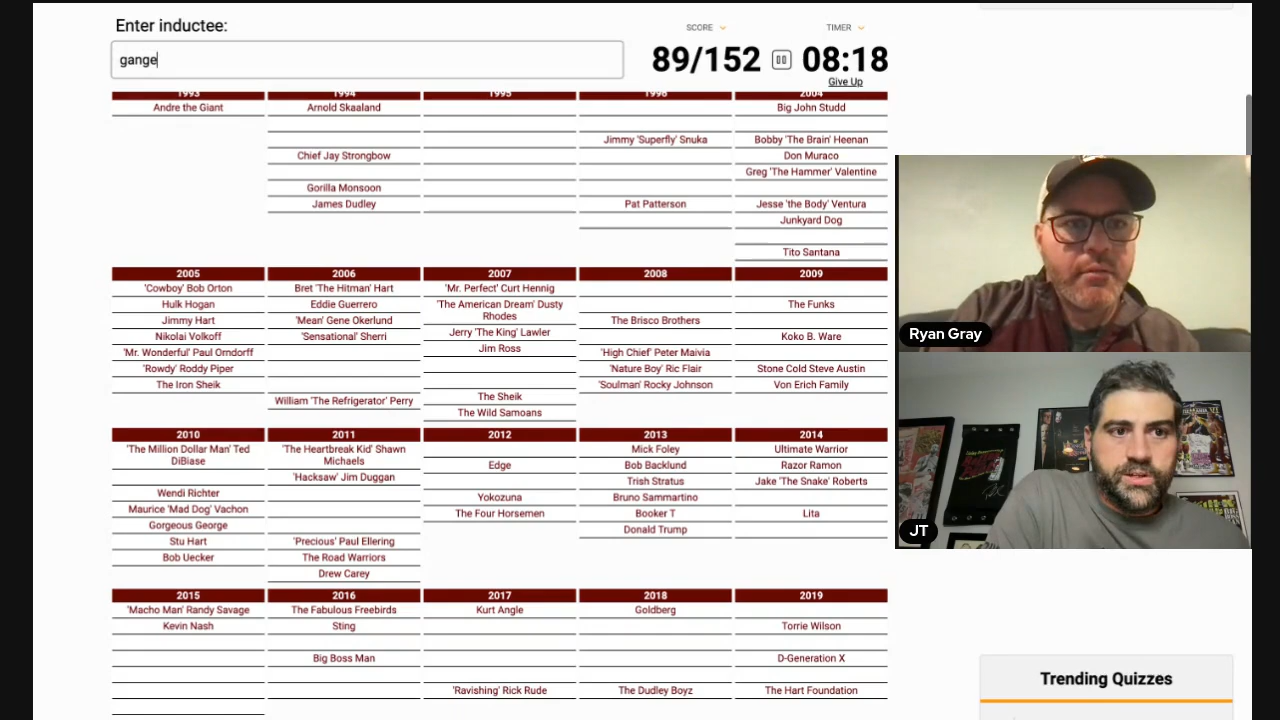 Enter inductee:
SCORE
TIMER
gange
89/152
08:18
Give Up
1993 1994 1995 1996 2004
Andre the Giant Arnold Skaaland Big John Studd
Jimmy 'Superfly' Snuka Bobby 'The Brain' Heenan
Chief Jay Strongbow Don Muraco
Greg 'The Hammer' Valentine
Gorilla Monsoon
James Dudley Pat Patterson Jesse 'the Body' Ventura
Junkyard Dog
Tito Santana
2005 2006 2007 2008 2009
'Cowboy' Bob Orton Bret 'The Hitman' Hart 'Mr. Perfect' Curt Hennig
Hulk Hogan Eddie Guerrero 'The American Dream' Dusty The Funks
Rhodes
Jimmy Hart 'Mean' Gene Okerlund The Brisco Brothers
Nikolai Volkoff 'Sensational' Sherri Jerry 'The King' Lawler Koko B. Ware
'Mr. Wonderful' Paul Orndorff Jim Ross 'High Chief' Peter Maivia
'Rowdy' Roddy Piper 'Nature Boy' Ric Flair Stone Cold Steve Austin
The Iron Sheik 'Soulman' Rocky Johnson Von Erich Family
William 'The Refrigerator' Perry The Sheik
The Wild Samoans
2010 2011 2012 2013 2014
'The Million Dollar Man' Ted 'The Heartbreak Kid' Shawn Mick Foley Ultimate Warrior
DiBiase Michaels Edge Bob Backlund Razor Ramon
'Hacksaw' Jim Duggan Trish Stratus Jake 'The Snake' Roberts
Wendi Richter Yokozuna Bruno Sammartino
Maurice 'Mad Dog' Vachon The Four Horsemen Booker T Lita
Gorgeous George Donald Trump
Stu Hart 'Precious' Paul Ellering
Bob Uecker The Road Warriors
Drew Carey
2015 2016 2017 2018 2019
'Macho Man' Randy Savage The Fabulous Freebirds Kurt Angle Goldberg
Kevin Nash Sting Torrie Wilson
Big Boss Man D-Generation X
'Ravishing' Rick Rude The Dudley Boyz The Hart Foundation
Ryan Gray
JT
Trending Quizzes